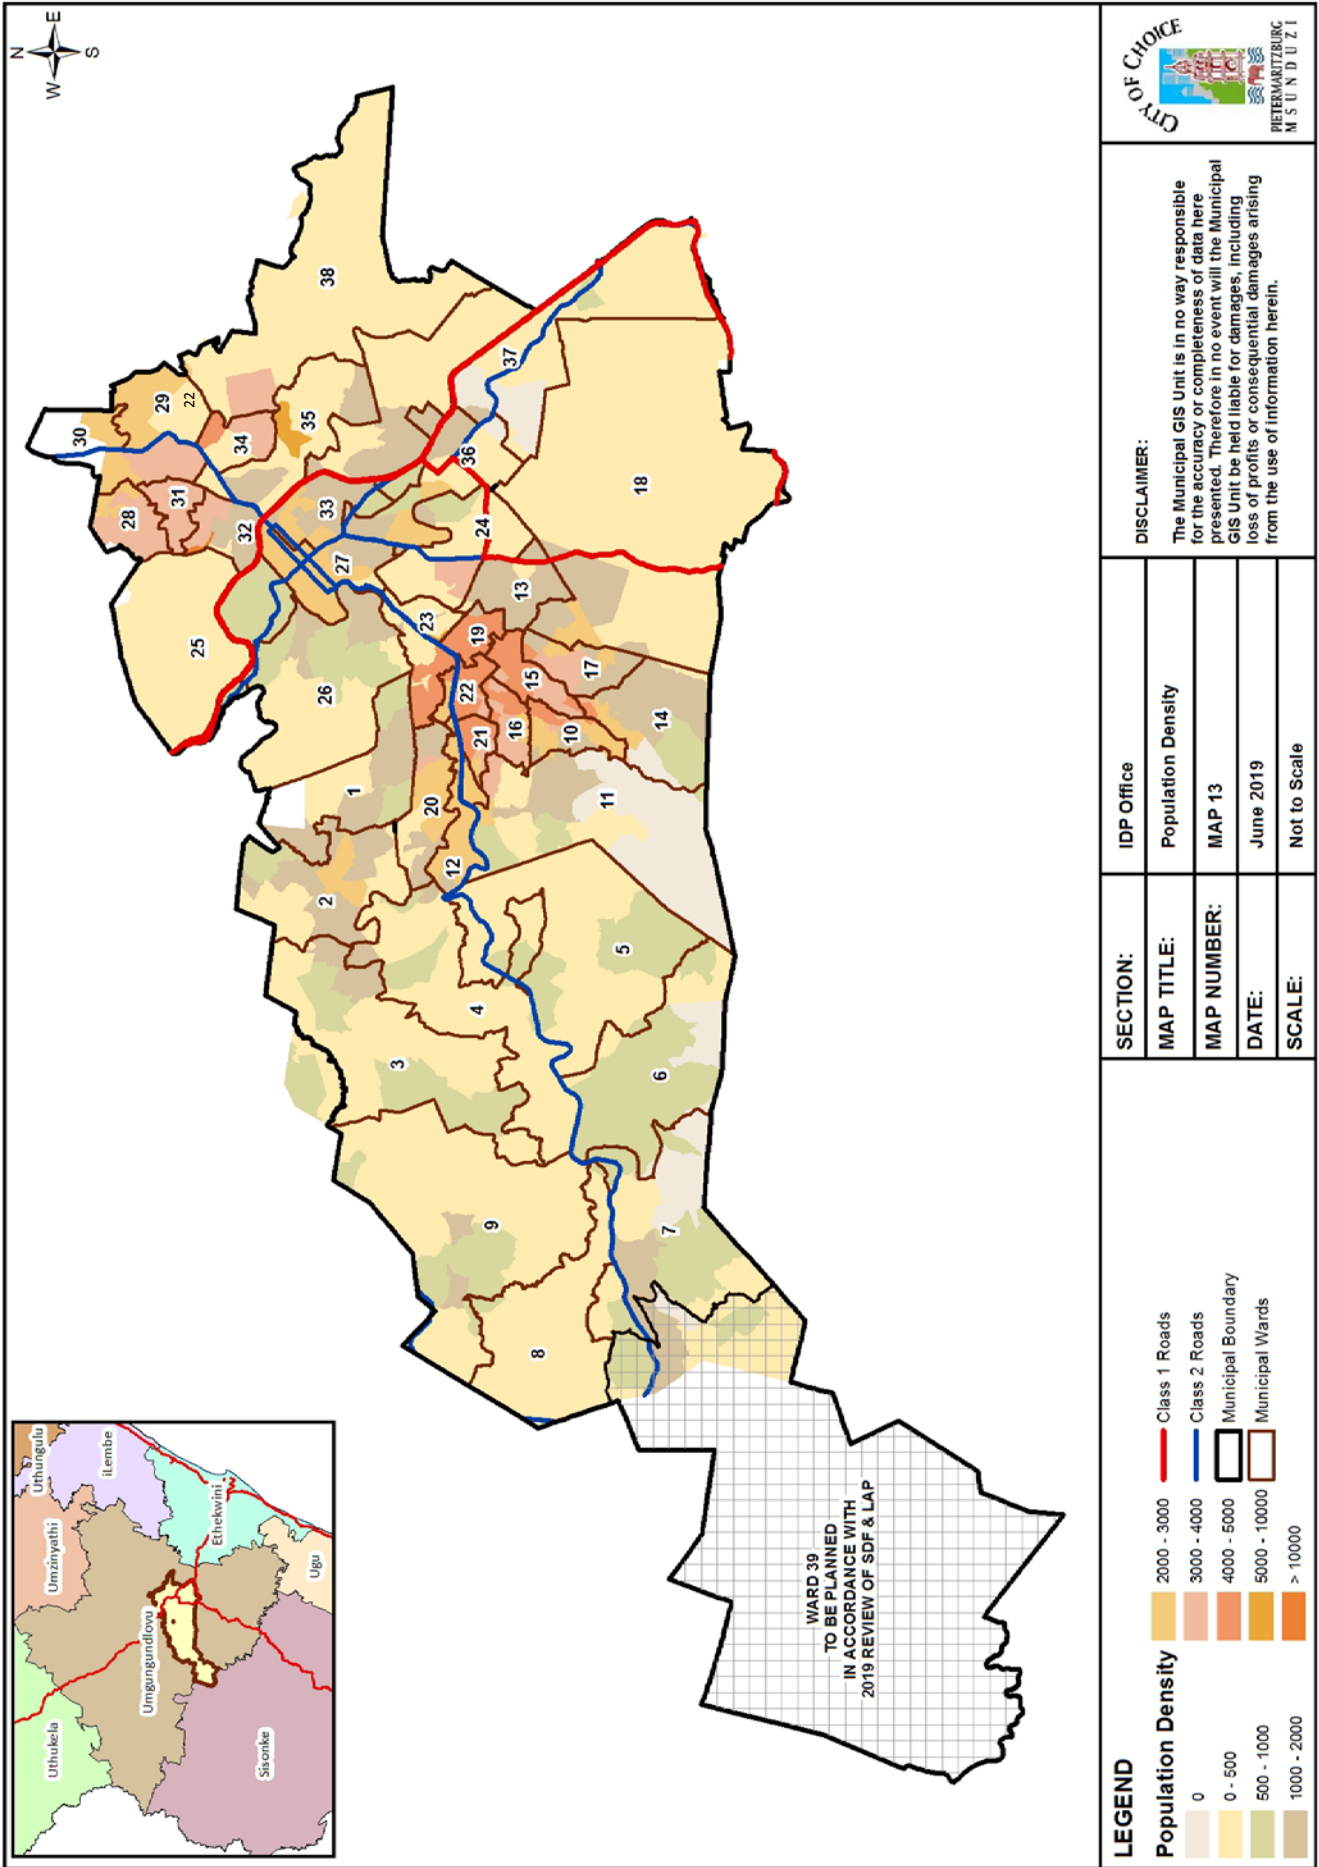 N
W
E
S
Uthungulu
Umzinyathi
iLembe
Uthukela
Umgungundlovu
Ethekwini
Sisonke
Ugu
30
29
22
28
31
34
38
35
32
33
25
27
36
37
24
18
26
23
13
19
1
22
15
17
21
16
10
14
20
2
12
11
5
4
3
6
9
7
8
WARD 39
TO BE PLANNED
IN ACCORDANCE WITH
2019 REVIEW OF SDF & LAP
LEGEND
Population Density
0
0 - 500
500 - 1000
1000 - 2000
2000 - 3000
3000 - 4000
4000 - 5000
5000 - 10000
> 10000
Class 1 Roads
Class 2 Roads
Municipal Boundary
Municipal Wards
SECTION: IDP Office
MAP TITLE: Population Density
MAP NUMBER: MAP 13
DATE: June 2019
SCALE: Not to Scale
DISCLAIMER:
The Municipal GIS Unit is in no way responsible
for the accuracy or completeness of data here
presented. Therefore in no event will the Municipal
GIS Unit be held liable for damages, including
loss of profits or consequential damages arising
from the use of information herein.
CITY OF CHOICE
PIETERMARITZBURG
MSUNDUZI